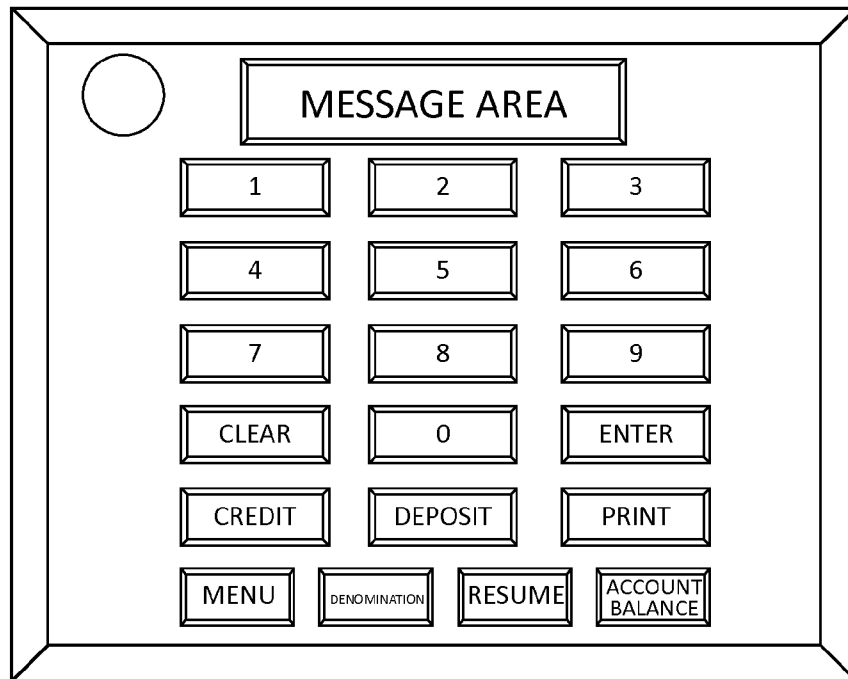 MESSAGE AREA
1 2 3
4 5 6
7 8 9
CLEAR 0 ENTER
CREDIT DEPOSIT PRINT
MENU DENOMINATION RESUME ACCOUNT
BALANCE